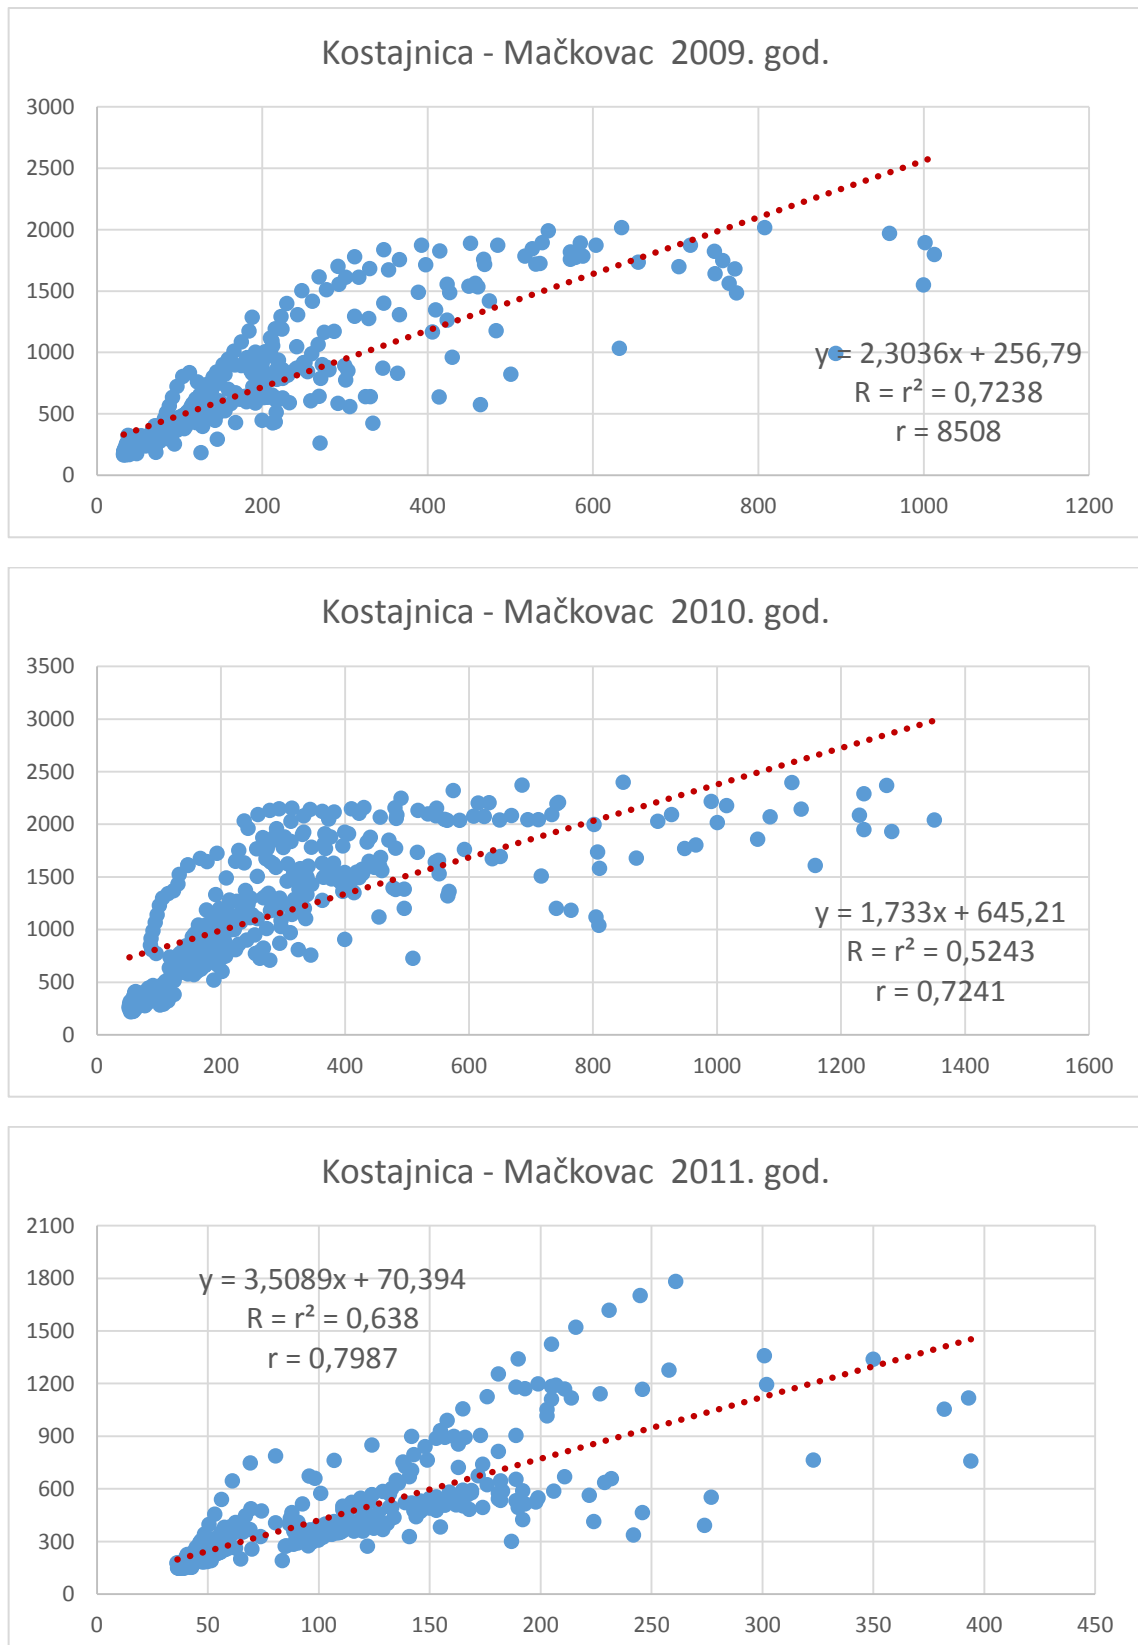 Kostajnica - Mačkovac  2009. god.
3000
2500
2000
1500
1000
500
0
y = 2,3036x + 256,79
R = r² = 0,7238
r = 8508
0 200 400 600 800 1000 1200
Kostajnica - Mačkovac  2010. god.
3500
3000
2500
2000
1500
1000
500
0
y = 1,733x + 645,21
R = r² = 0,5243
r = 0,7241
0 200 400 600 800 1000 1200 1400 1600
Kostajnica - Mačkovac  2011. god.
2100
1800
1500
1200
900
600
300
0
y = 3,5089x + 70,394
R = r² = 0,638
r = 0,7987
0 50 100 150 200 250 300 350 400 450